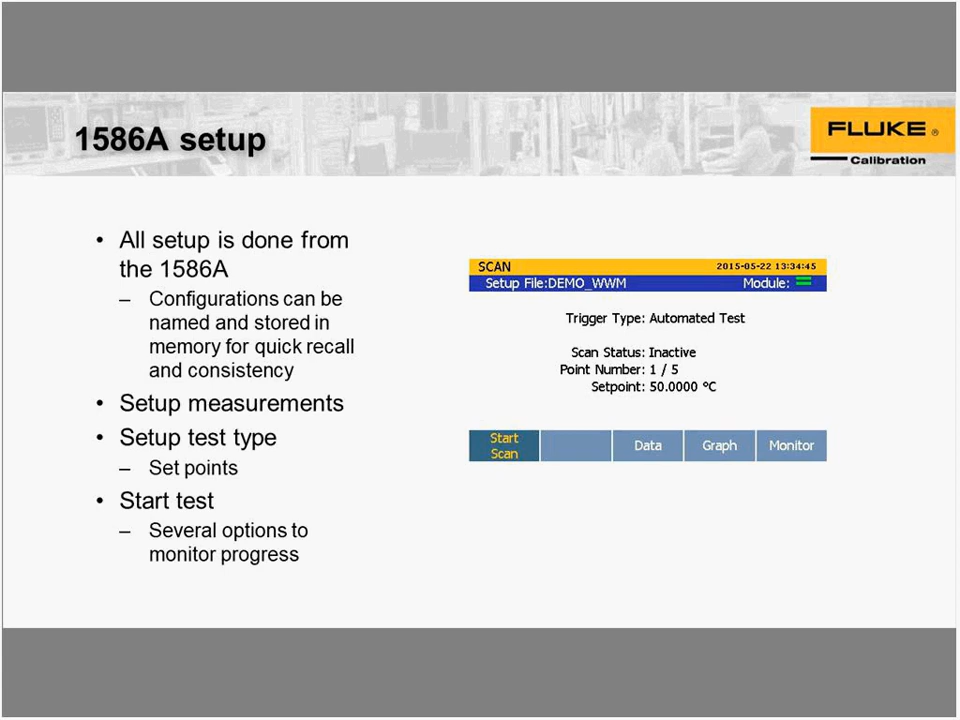 1586A setup
FLUKE ®
Calibration
• All setup is done from
the 1586A
– Configurations can be
named and stored in
memory for quick recall
and consistency
• Setup measurements
• Setup test type
– Set points
• Start test
– Several options to
monitor progress
SCAN 2015-05-22 13:34:45
Setup File:DEMO_WWM Module:
Trigger Type: Automated Test
Scan Status: Inactive
Point Number: 1 / 5
Setpoint: 50.0000 °C
Start
Scan
Data Graph Monitor